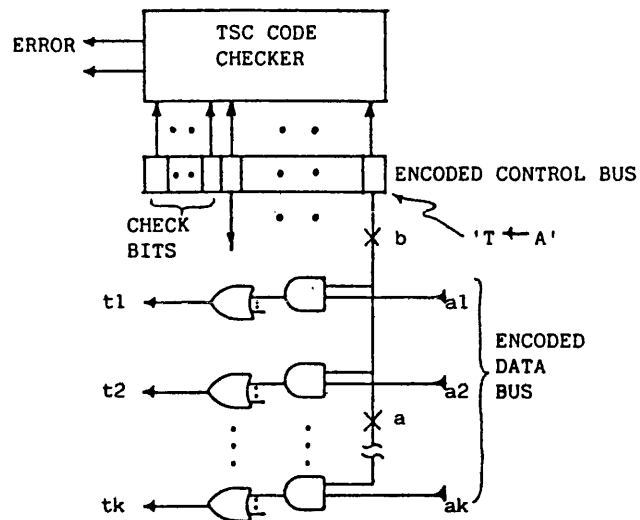 TSC CODE
CHECKER
ERROR
ENCODED CONTROL BUS
CHECK
BITS
b
'T ← A'
t1
a1
ENCODED
DATA
BUS
t2
a2
a
tk
ak